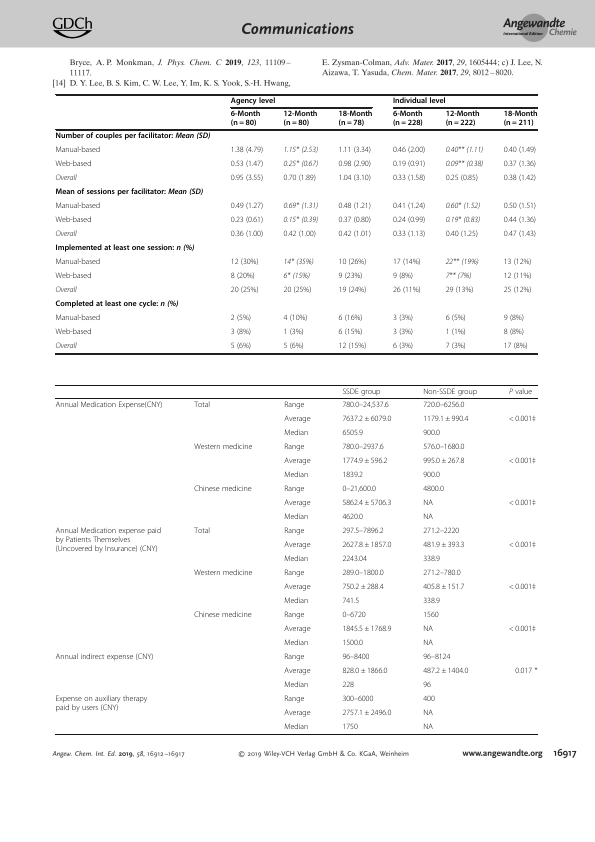 GDCh
Communications
Angewandte
International Edition Chemie
Bryce, A. P. Monkman, J. Phys. Chem. C 2019, 123, 11109–
11117.
[14] D. Y. Lee, B. S. Kim, C. W. Lee, Y. Im, K. S. Yook, S.-H. Hwang,
E. Zysman-Colman, Adv. Mater. 2017, 29, 1605444; c) J. Lee, N.
Aizawa, T. Yasuda, Chem. Mater. 2017, 29, 8012–8020.
Agency level Individual level
6-Month 12-Month 18-Month 6-Month 12-Month 18-Month
(n = 80) (n = 80) (n = 78) (n = 228) (n = 222) (n = 211)
Number of couples per facilitator: Mean (SD)
Manual-based 1.38 (4.79) 1.15* (2.53) 1.11 (3.34) 0.46 (2.00) 0.40** (1.11) 0.40 (1.49)
Web-based 0.53 (1.47) 0.25* (0.67) 0.98 (2.90) 0.19 (0.91) 0.09** (0.38) 0.37 (1.36)
Overall 0.95 (3.55) 0.70 (1.89) 1.04 (3.10) 0.33 (1.58) 0.25 (0.85) 0.38 (1.42)
Mean of sessions per facilitator: Mean (SD)
Manual-based 0.49 (1.27) 0.69* (1.31) 0.48 (1.21) 0.41 (1.24) 0.60* (1.52) 0.50 (1.51)
Web-based 0.23 (0.61) 0.15* (0.39) 0.37 (0.80) 0.24 (0.99) 0.19* (0.83) 0.44 (1.36)
Overall 0.36 (1.00) 0.42 (1.00) 0.42 (1.01) 0.33 (1.13) 0.40 (1.25) 0.47 (1.43)
Implemented at least one session: n (%)
Manual-based 12 (30%) 14* (35%) 10 (26%) 17 (14%) 22** (19%) 13 (12%)
Web-based 8 (20%) 6* (15%) 9 (23%) 9 (8%) 7** (7%) 12 (11%)
Overall 20 (25%) 20 (25%) 19 (24%) 26 (11%) 29 (13%) 25 (12%)
Completed at least one cycle: n (%)
Manual-based 2 (5%) 4 (10%) 6 (16%) 3 (3%) 6 (5%) 9 (8%)
Web-based 3 (8%) 1 (3%) 6 (15%) 3 (3%) 1 (1%) 8 (8%)
Overall 5 (6%) 5 (6%) 12 (15%) 6 (3%) 7 (3%) 17 (8%)
SSDE group Non-SSDE group P value
Annual Medication Expense(CNY) Total Range 780.0–24,537.6 720.0–6256.0
Average 7637.2 ± 6079.0 1179.1 ± 990.4 < 0.001‡
Median 6505.9 900.0
Western medicine Range 780.0–2937.6 576.0–1680.0
Average 1774.9 ± 596.2 995.0 ± 267.8 < 0.001‡
Median 1839.2 900.0
Chinese medicine Range 0–21,600.0 4800.0
Average 5862.4 ± 5706.3 NA < 0.001‡
Median 4620.0 NA
Annual Medication expense paid Total Range 297.5–7896.2 271.2–2220
by Patients Themselves
(Uncovered by Insurance) (CNY) Average 2627.8 ± 1857.0 481.9 ± 393.3 < 0.001‡
Median 2243.04 338.9
Western medicine Range 289.0–1800.0 271.2–780.0
Average 750.2 ± 288.4 405.8 ± 151.7 < 0.001‡
Median 741.5 338.9
Chinese medicine Range 0–6720 1560
Average 1845.5 ± 1768.9 NA < 0.001‡
Median 1500.0 NA
Annual indirect expense (CNY) Range 96–8400 96–8124
Average 828.0 ± 1866.0 487.2 ± 1404.0 0.017 *
Median 228 96
Expense on auxiliary therapy Range 300–6000 400
paid by users (CNY)
Average 2757.1 ± 2496.0 NA
Median 1750 NA
Angew. Chem. Int. Ed. 2019, 58, 16912–16917 © 2019 Wiley-VCH Verlag GmbH & Co. KGaA, Weinheim www.angewandte.org 16917